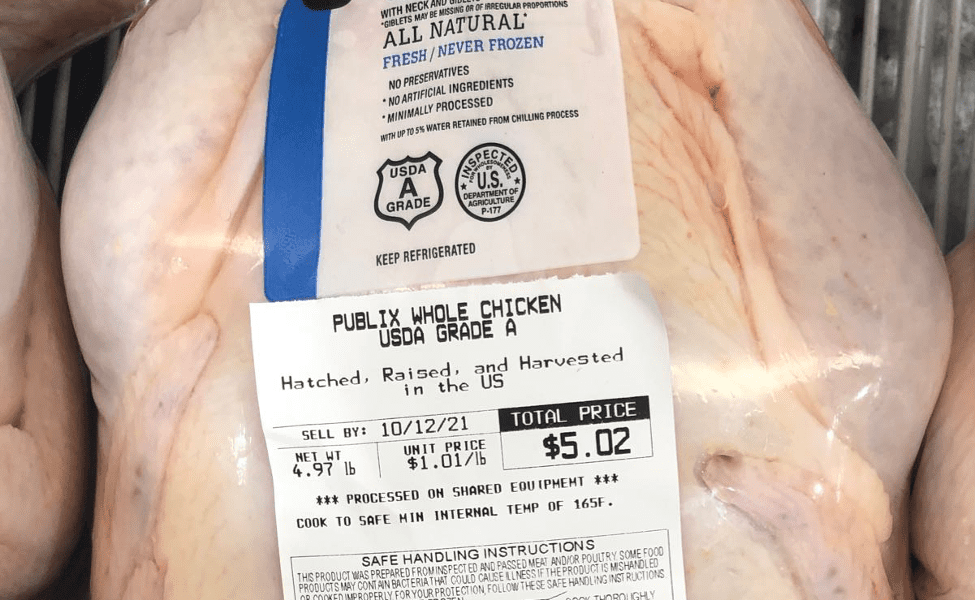 WITH NECK AND
*GIBLETS MAY BE MISSING OR OF IRREGULAR PROPORTIONS
ALL NATURAL*
FRESH / NEVER FROZEN
NO PRESERVATIVES
• NO ARTIFICIAL INGREDIENTS
• MINIMALLY PROCESSED
WITH UP TO 5% WATER RETAINED FROM CHILLING PROCESS
USDA
A
GRADE
INSPECTED
FOR WHOLESOMENESS
BY
U.S.
DEPARTMENT OF
AGRICULTURE
P-177
KEEP REFRIGERATED
PUBLIX WHOLE CHICKEN
USDA GRADE A
Hatched, Raised, and Harvested
in the US
SELL BY: 10/12/21
TOTAL PRICE
NET WT
4.97 lb
UNIT PRICE
$1.01/lb
$5.02
*** PROCESSED ON SHARED EQUIPMENT ***
COOK TO SAFE MIN INTERNAL TEMP OF 165F.
SAFE HANDLING INSTRUCTIONS
THIS PRODUCT WAS PREPARED FROM INSPECTED AND PASSED MEAT AND/OR POULTRY. SOME FOOD
PRODUCTS MAY CONTAIN BACTERIA THAT COULD CAUSE ILLNESS IF THE PRODUCT IS MISHANDLED
OR COOKED IMPROPERLY. FOR YOUR PROTECTION, FOLLOW THESE SAFE HANDLING INSTRUCTIONS.
COOK THOROUGHLY